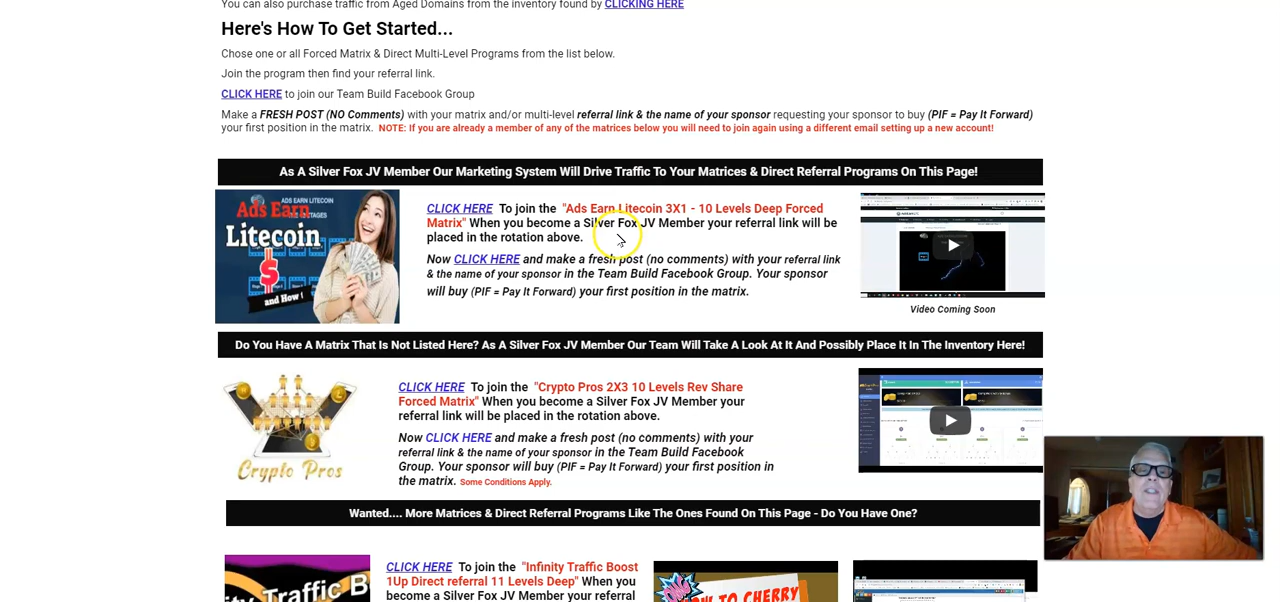 You can also purchase traffic from Aged Domains from the inventory found by CLICKING HERE
Here's How To Get Started...
Chose one or all Forced Matrix & Direct Multi-Level Programs from the list below.
Join the program then find your referral link.
CLICK HERE to join our Team Build Facebook Group
Make a FRESH POST (NO Comments) with your matrix and/or multi-level referral link & the name of your sponsor requesting your sponsor to buy (PIF = Pay It Forward)
your first position in the matrix. NOTE: If you are already a member of any of the matrices below you will need to join again using a different email setting up a new account!
As A Silver Fox JV Member Our Marketing System Will Drive Traffic To Your Matrices & Direct Referral Programs On This Page!
ADS EARN LITECOIN
Ads Earn
Litecoin
$
and How !
CLICK HERE To join the "Ads Earn Litecoin 3X1 - 10 Levels Deep Forced
Matrix" When you become a Silver Fox JV Member your referral link will be
placed in the rotation above.
Now CLICK HERE and make a fresh post (no comments) with your referral link
& the name of your sponsor in the Team Build Facebook Group. Your sponsor
will buy (PIF = Pay It Forward) your first position in the matrix.
Video Coming Soon
Do You Have A Matrix That Is Not Listed Here? As A Silver Fox JV Member Our Team Will Take A Look At It And Possibly Place It In The Inventory Here!
Crypto Pros
CLICK HERE To join the "Crypto Pros 2X3 10 Levels Rev Share
Forced Matrix" When you become a Silver Fox JV Member your
referral link will be placed in the rotation above.
Now CLICK HERE and make a fresh post (no comments) with your
referral link & the name of your sponsor in the Team Build Facebook
Group. Your sponsor will buy (PIF = Pay It Forward) your first position in
the matrix. Some Conditions Apply.
Wanted.... More Matrices & Direct Referral Programs Like The Ones Found On This Page - Do You Have One?
Traffic B
CLICK HERE To join the "Infinity Traffic Boost
1Up Direct referral 11 Levels Deep" When you
become a Silver Fox JV Member your referral
HOW TO CHERRY